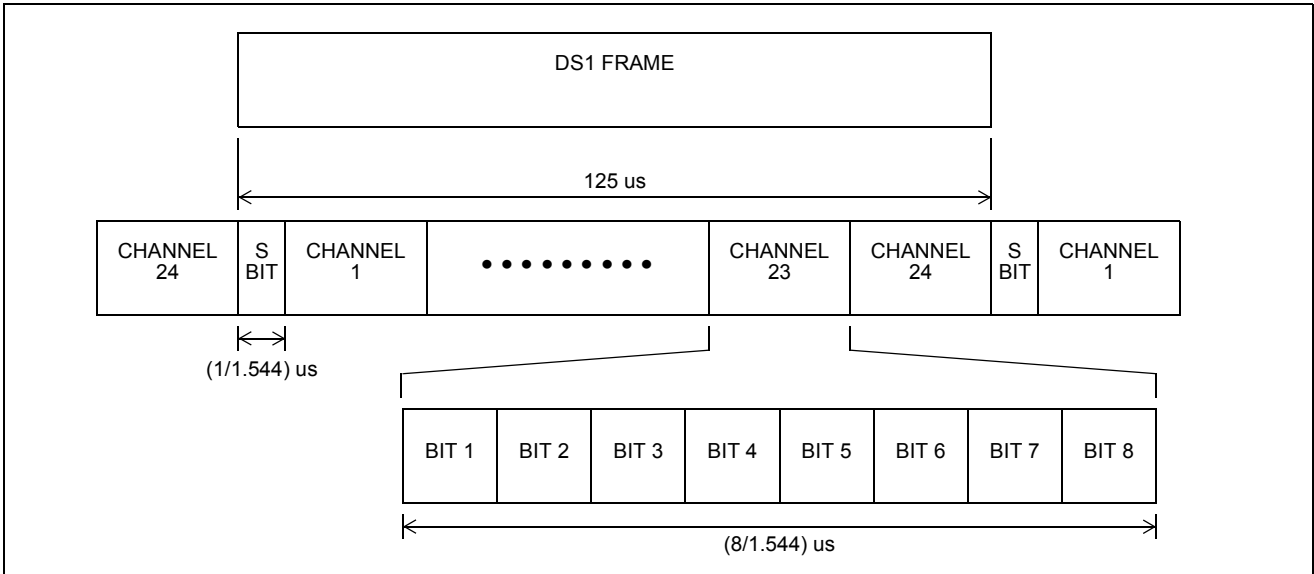 DS1 FRAME
125 us
CHANNEL
24
S
BIT
CHANNEL
1
CHANNEL
23
CHANNEL
24
S
BIT
CHANNEL
1
(1/1.544) us
BIT 1
BIT 2
BIT 3
BIT 4
BIT 5
BIT 6
BIT 7
BIT 8
(8/1.544) us